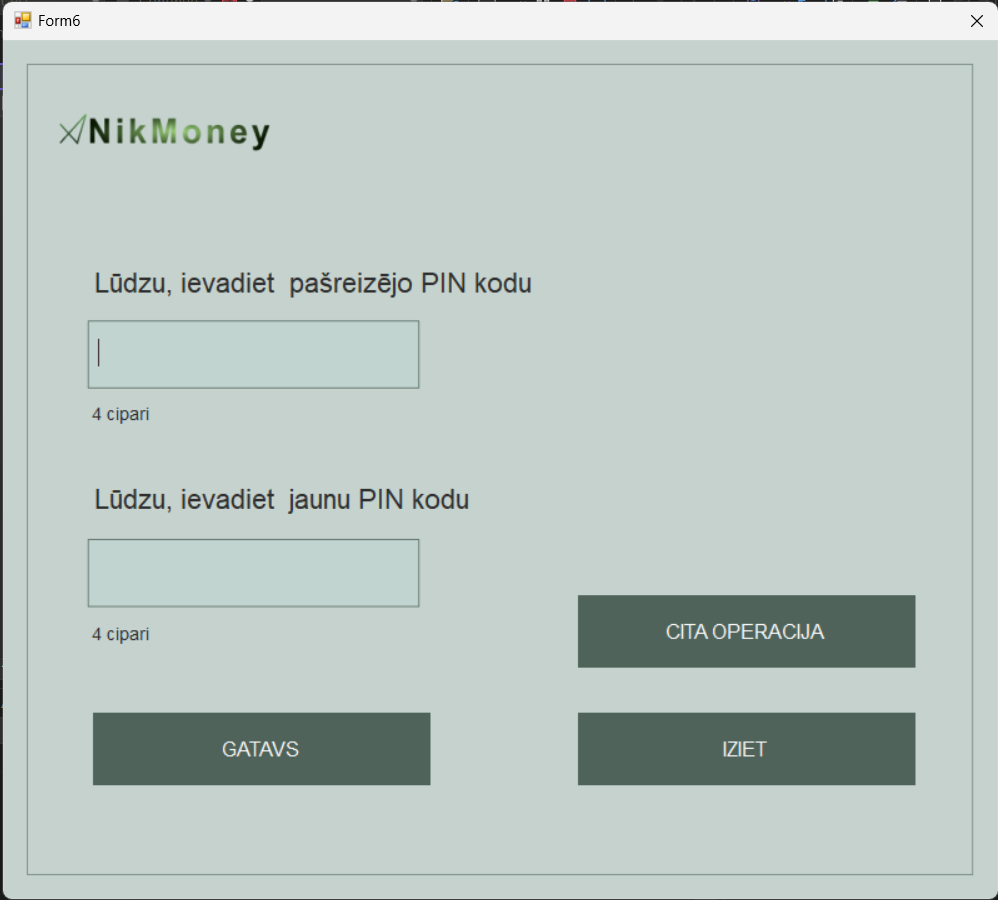 Form6
NikMoney
Lūdzu, ievadiet  pašreizējo PIN kodu
4 cipari
Lūdzu, ievadiet  jaunu PIN kodu
4 cipari
CITA OPERACIJA
GATAVS
IZIET